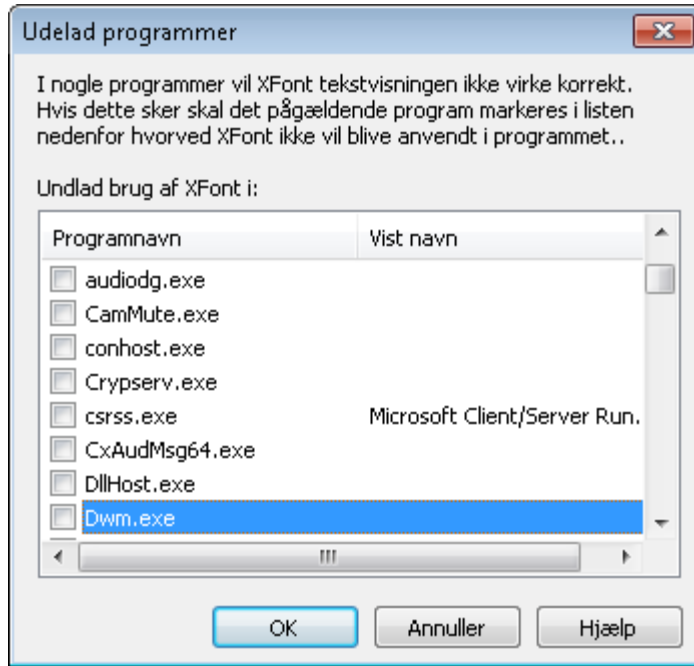 Udelad programmer
I nogle programmer vil XFont tekstvisningen ikke virke korrekt.
Hvis dette sker skal det pågældende program markeres i listen
nedenfor hvorved XFont ikke vil blive anvendt i programmet..
Undlad brug af XFont i:
Programnavn Vist navn
audiodg.exe
CamMute.exe
conhost.exe
Crypserv.exe
csrss.exe Microsoft Client/Server Run.
CxAudMsg64.exe
DllHost.exe
Dwm.exe
OK Annuller Hjælp